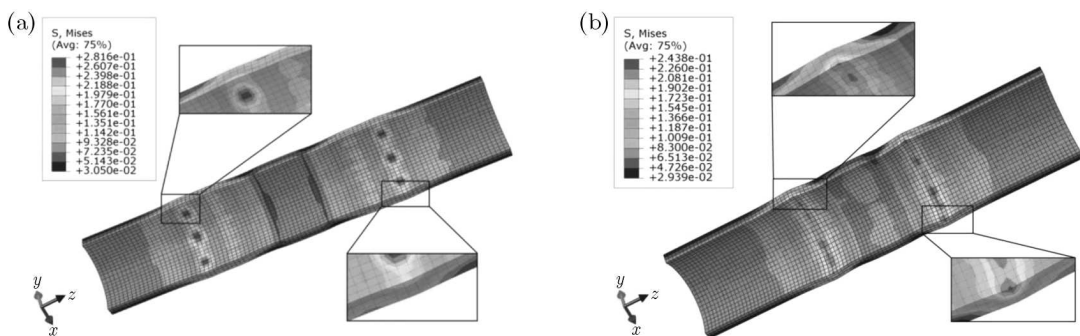 (a)
S, Mises
(Avg: 75%)
+2.816e-01
+2.607e-01
+2.398e-01
+2.188e-01
+1.979e-01
+1.770e-01
+1.561e-01
+1.351e-01
+1.142e-01
+9.328e-02
+7.235e-02
+5.143e-02
+3.050e-02
y
z
x
(b)
S, Mises
(Avg: 75%)
+2.438e-01
+2.260e-01
+2.081e-01
+1.902e-01
+1.723e-01
+1.545e-01
+1.366e-01
+1.187e-01
+1.009e-01
+8.300e-02
+6.513e-02
+4.726e-02
+2.939e-02
y
z
x